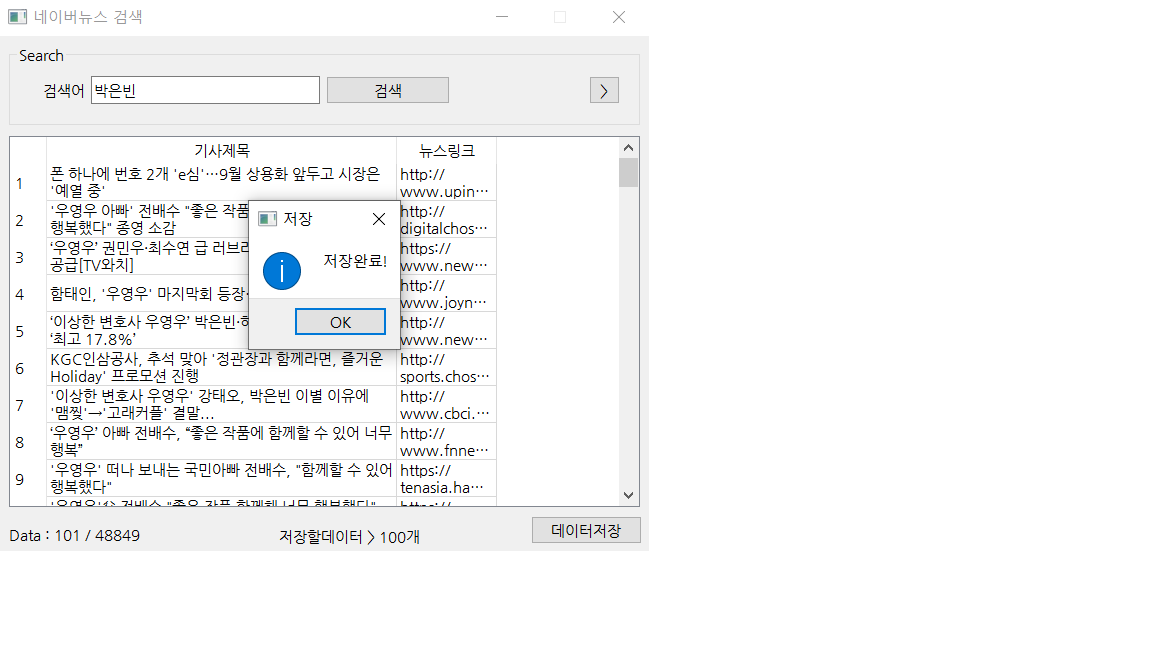 네이버뉴스 검색
Search
검색어 박은빈 검색 >
기사제목 뉴스링크
1 폰 하나에 번호 2개 'e심'…9월 상용화 앞두고 시장은 '예열 중' http://www.upin…
2 '우영우 아빠' 전배수 "좋은 작품
행복했다" 종영 소감 http://digitalchos…
3 ‘우영우’ 권민우·최수연 급 러브라
공급[TV와치] https://www.new…
4 함태인, '우영우' 마지막회 등장 http://www.joyn…
5 ‘이상한 변호사 우영우’ 박은빈·
‘최고 17.8%’ http://www.new…
6 KGC인삼공사, 추석 맞아 '정관장과 함께라면, 즐거운
Holiday' 프로모션 진행 http://sports.chos…
7 '이상한 변호사 우영우' 강태오, 박은빈 이별 이유에
'맴찢'→'고래커플' 결말... http://www.cbci.…
8 ‘우영우’ 아빠 전배수, “좋은 작품에 함께할 수 있어 너무
행복” http://www.fnne…
9 '우영우' 떠나 보내는 국민아빠 전배수, "함께할 수 있어
행복했다" https://tenasia.ha…
저장
저장완료!
OK
Data : 101 / 48849
저장할데이터 > 100개
데이터저장